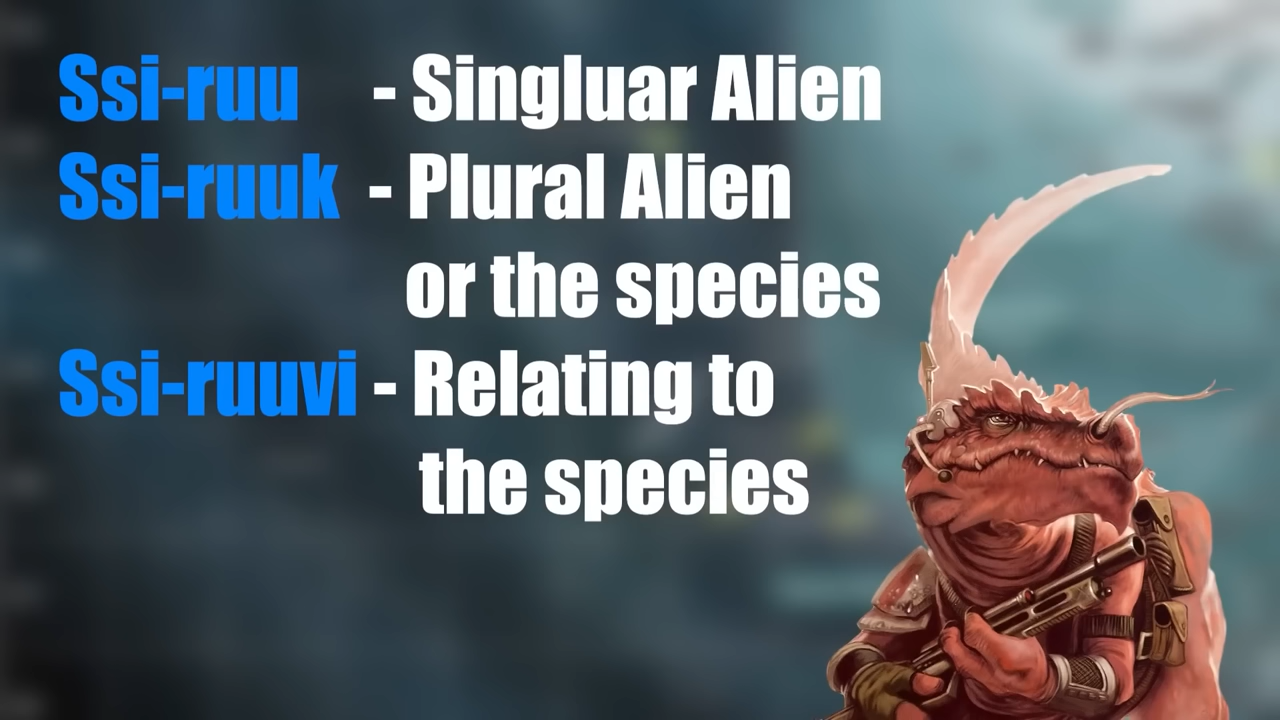 Ssi-ruu - Singluar Alien
Ssi-ruuk - Plural Alien
or the species
Ssi-ruuvi - Relating to
the species